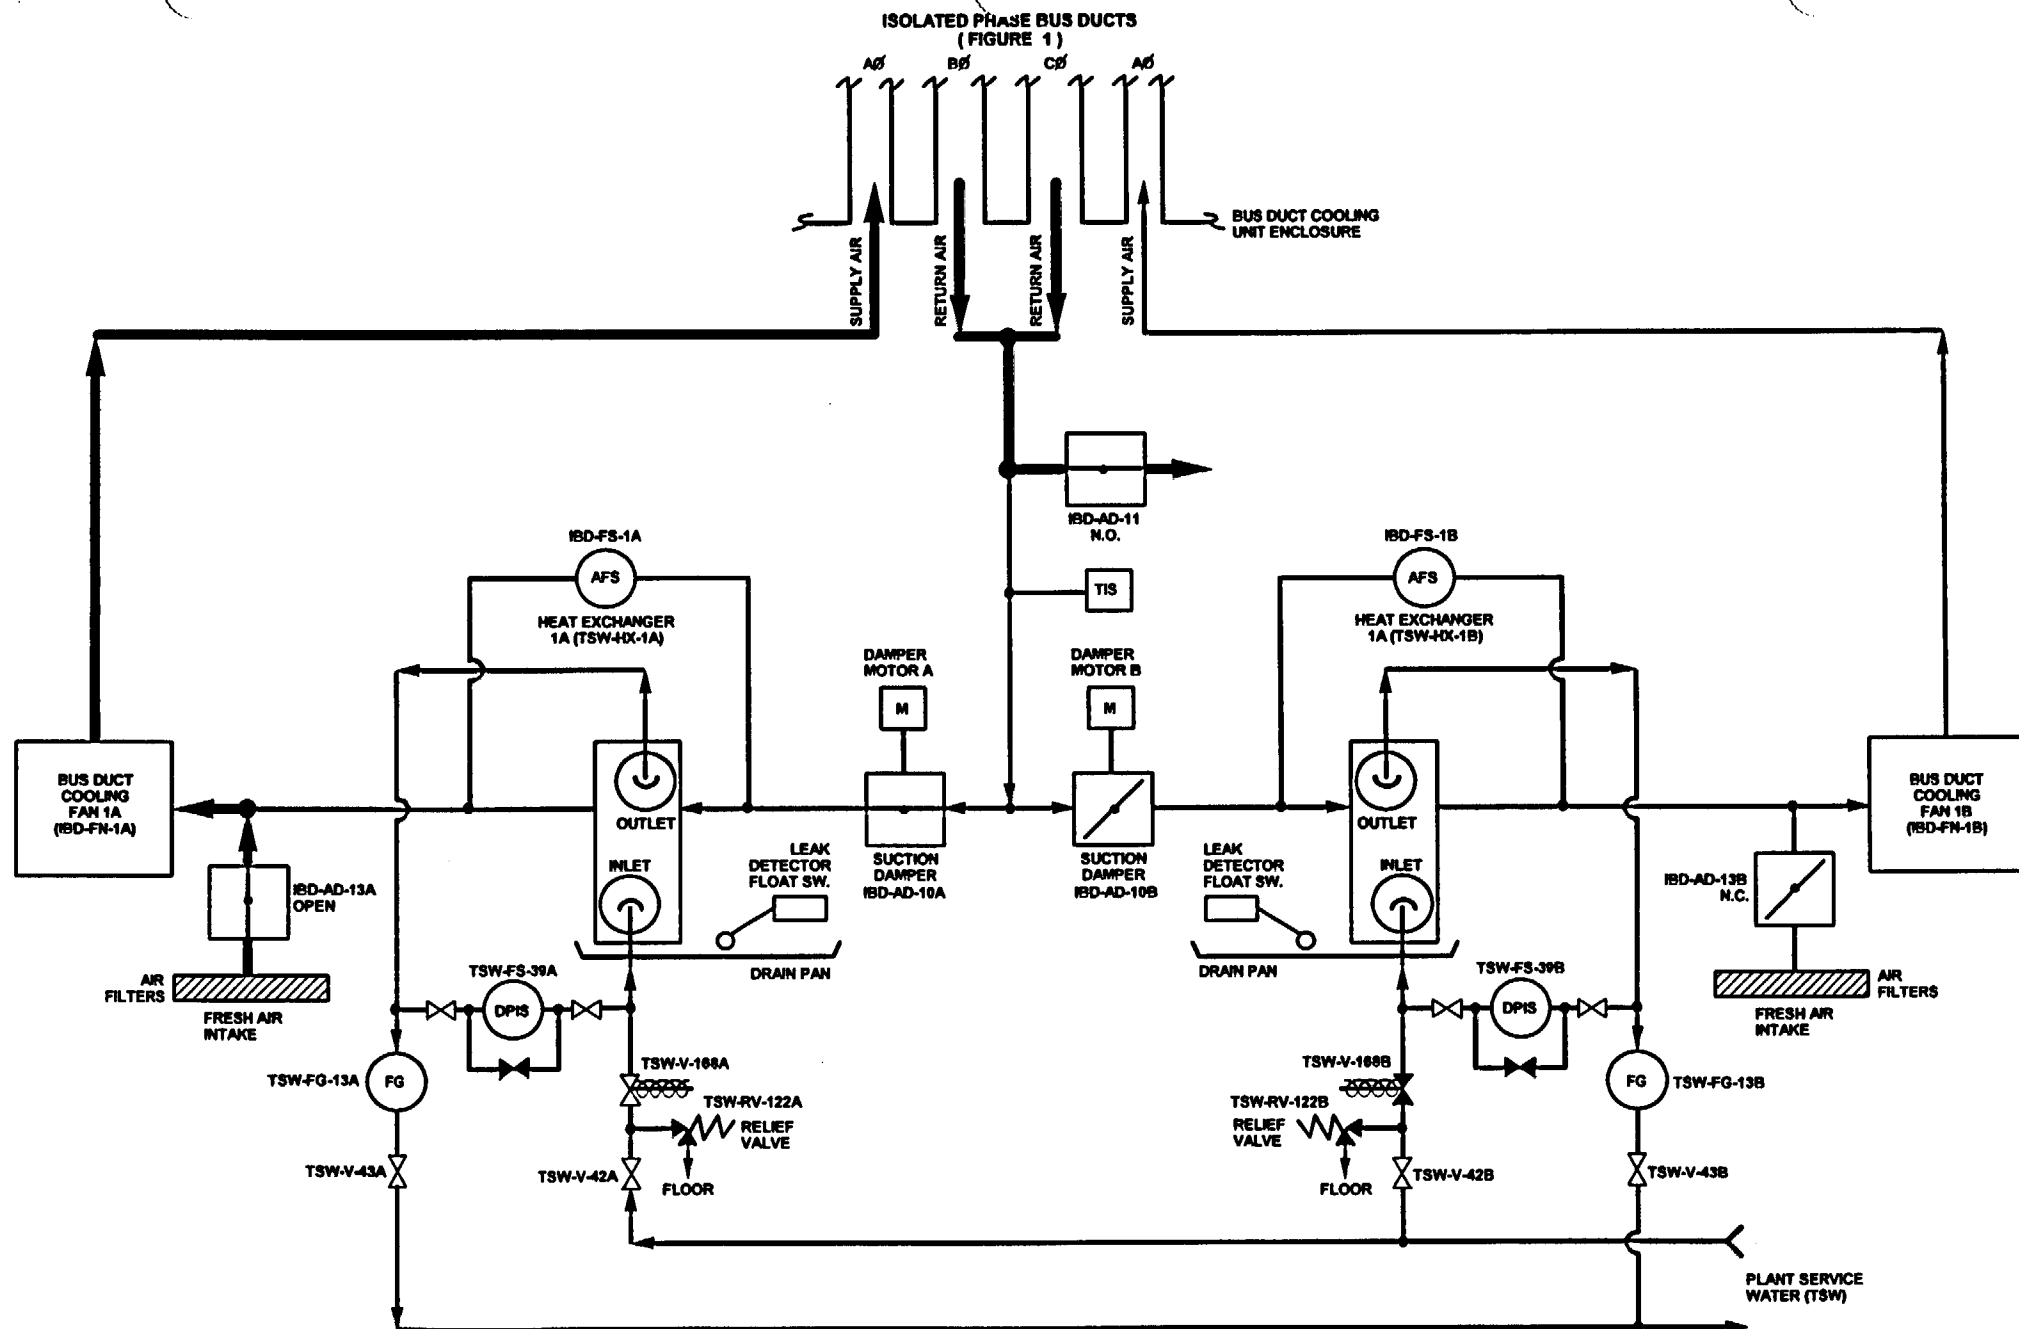 ISOLATED PHASE BUS DUCTS
( FIGURE 1 )
AØ
BØ
CØ
AØ
BUS DUCT COOLING
UNIT ENCLOSURE
SUPPLY AIR
RETURN AIR
RETURN AIR
SUPPLY AIR
IBD-AD-11
N.O.
IBD-FS-1A
AFS
HEAT EXCHANGER
1A (TSW-HX-1A)
TIS
IBD-FS-1B
AFS
HEAT EXCHANGER
1A (TSW-HX-1B)
DAMPER
MOTOR A
M
DAMPER
MOTOR B
M
BUS DUCT
COOLING
FAN 1A
(IBD-FN-1A)
OUTLET
INLET
LEAK
DETECTOR
FLOAT SW.
SUCTION
DAMPER
IBD-AD-10A
SUCTION
DAMPER
IBD-AD-10B
LEAK
DETECTOR
FLOAT SW.
OUTLET
INLET
BUS DUCT
COOLING
FAN 1B
(IBD-FN-1B)
IBD-AD-13A
OPEN
IBD-AD-13B
N.C.
AIR
FILTERS
FRESH AIR
INTAKE
TSW-FS-39A
DPIS
DRAIN PAN
DRAIN PAN
TSW-FS-39B
DPIS
AIR
FILTERS
FRESH AIR
INTAKE
TSW-FG-13A
FG
TSW-V-168A
TSW-RV-122A
RELIEF
VALVE
TSW-V-168B
TSW-RV-122B
RELIEF
VALVE
FG
TSW-FG-13B
TSW-V-43A
TSW-V-42A
FLOOR
FLOOR
TSW-V-42B
TSW-V-43B
PLANT SERVICE
WATER (TSW)